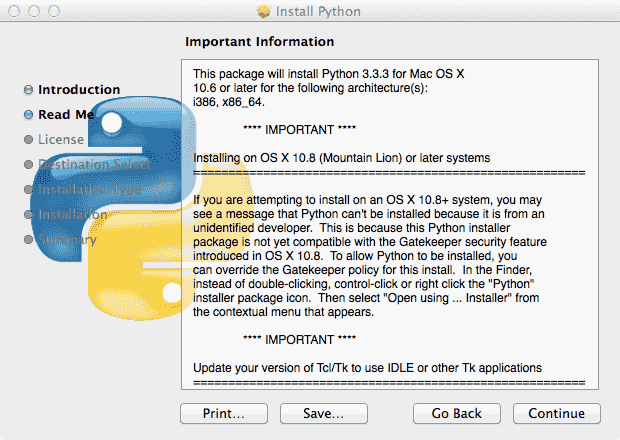 Install Python
Important Information
Introduction
Read Me
License
Destination Select
Installation Type
Installation
Summary
This package will install Python 3.3.3 for Mac OS X
10.6 or later for the following architecture(s):
i386, x86_64.
**** IMPORTANT ****
Installing on OS X 10.8 (Mountain Lion) or later systems
========================================================
If you are attempting to install on an OS X 10.8+ system, you may
see a message that Python can't be installed because it is from an
unidentified developer.  This is because this Python installer
package is not yet compatible with the Gatekeeper security feature
introduced in OS X 10.8.  To allow Python to be installed, you
can override the Gatekeeper policy for this install.  In the Finder,
instead of double-clicking, control-click or right click the "Python"
installer package icon.  Then select "Open using ... Installer" from
the contextual menu that appears.
**** IMPORTANT ****
Update your version of Tcl/Tk to use IDLE or other Tk applications
========================================================
Print...
Save...
Go Back
Continue